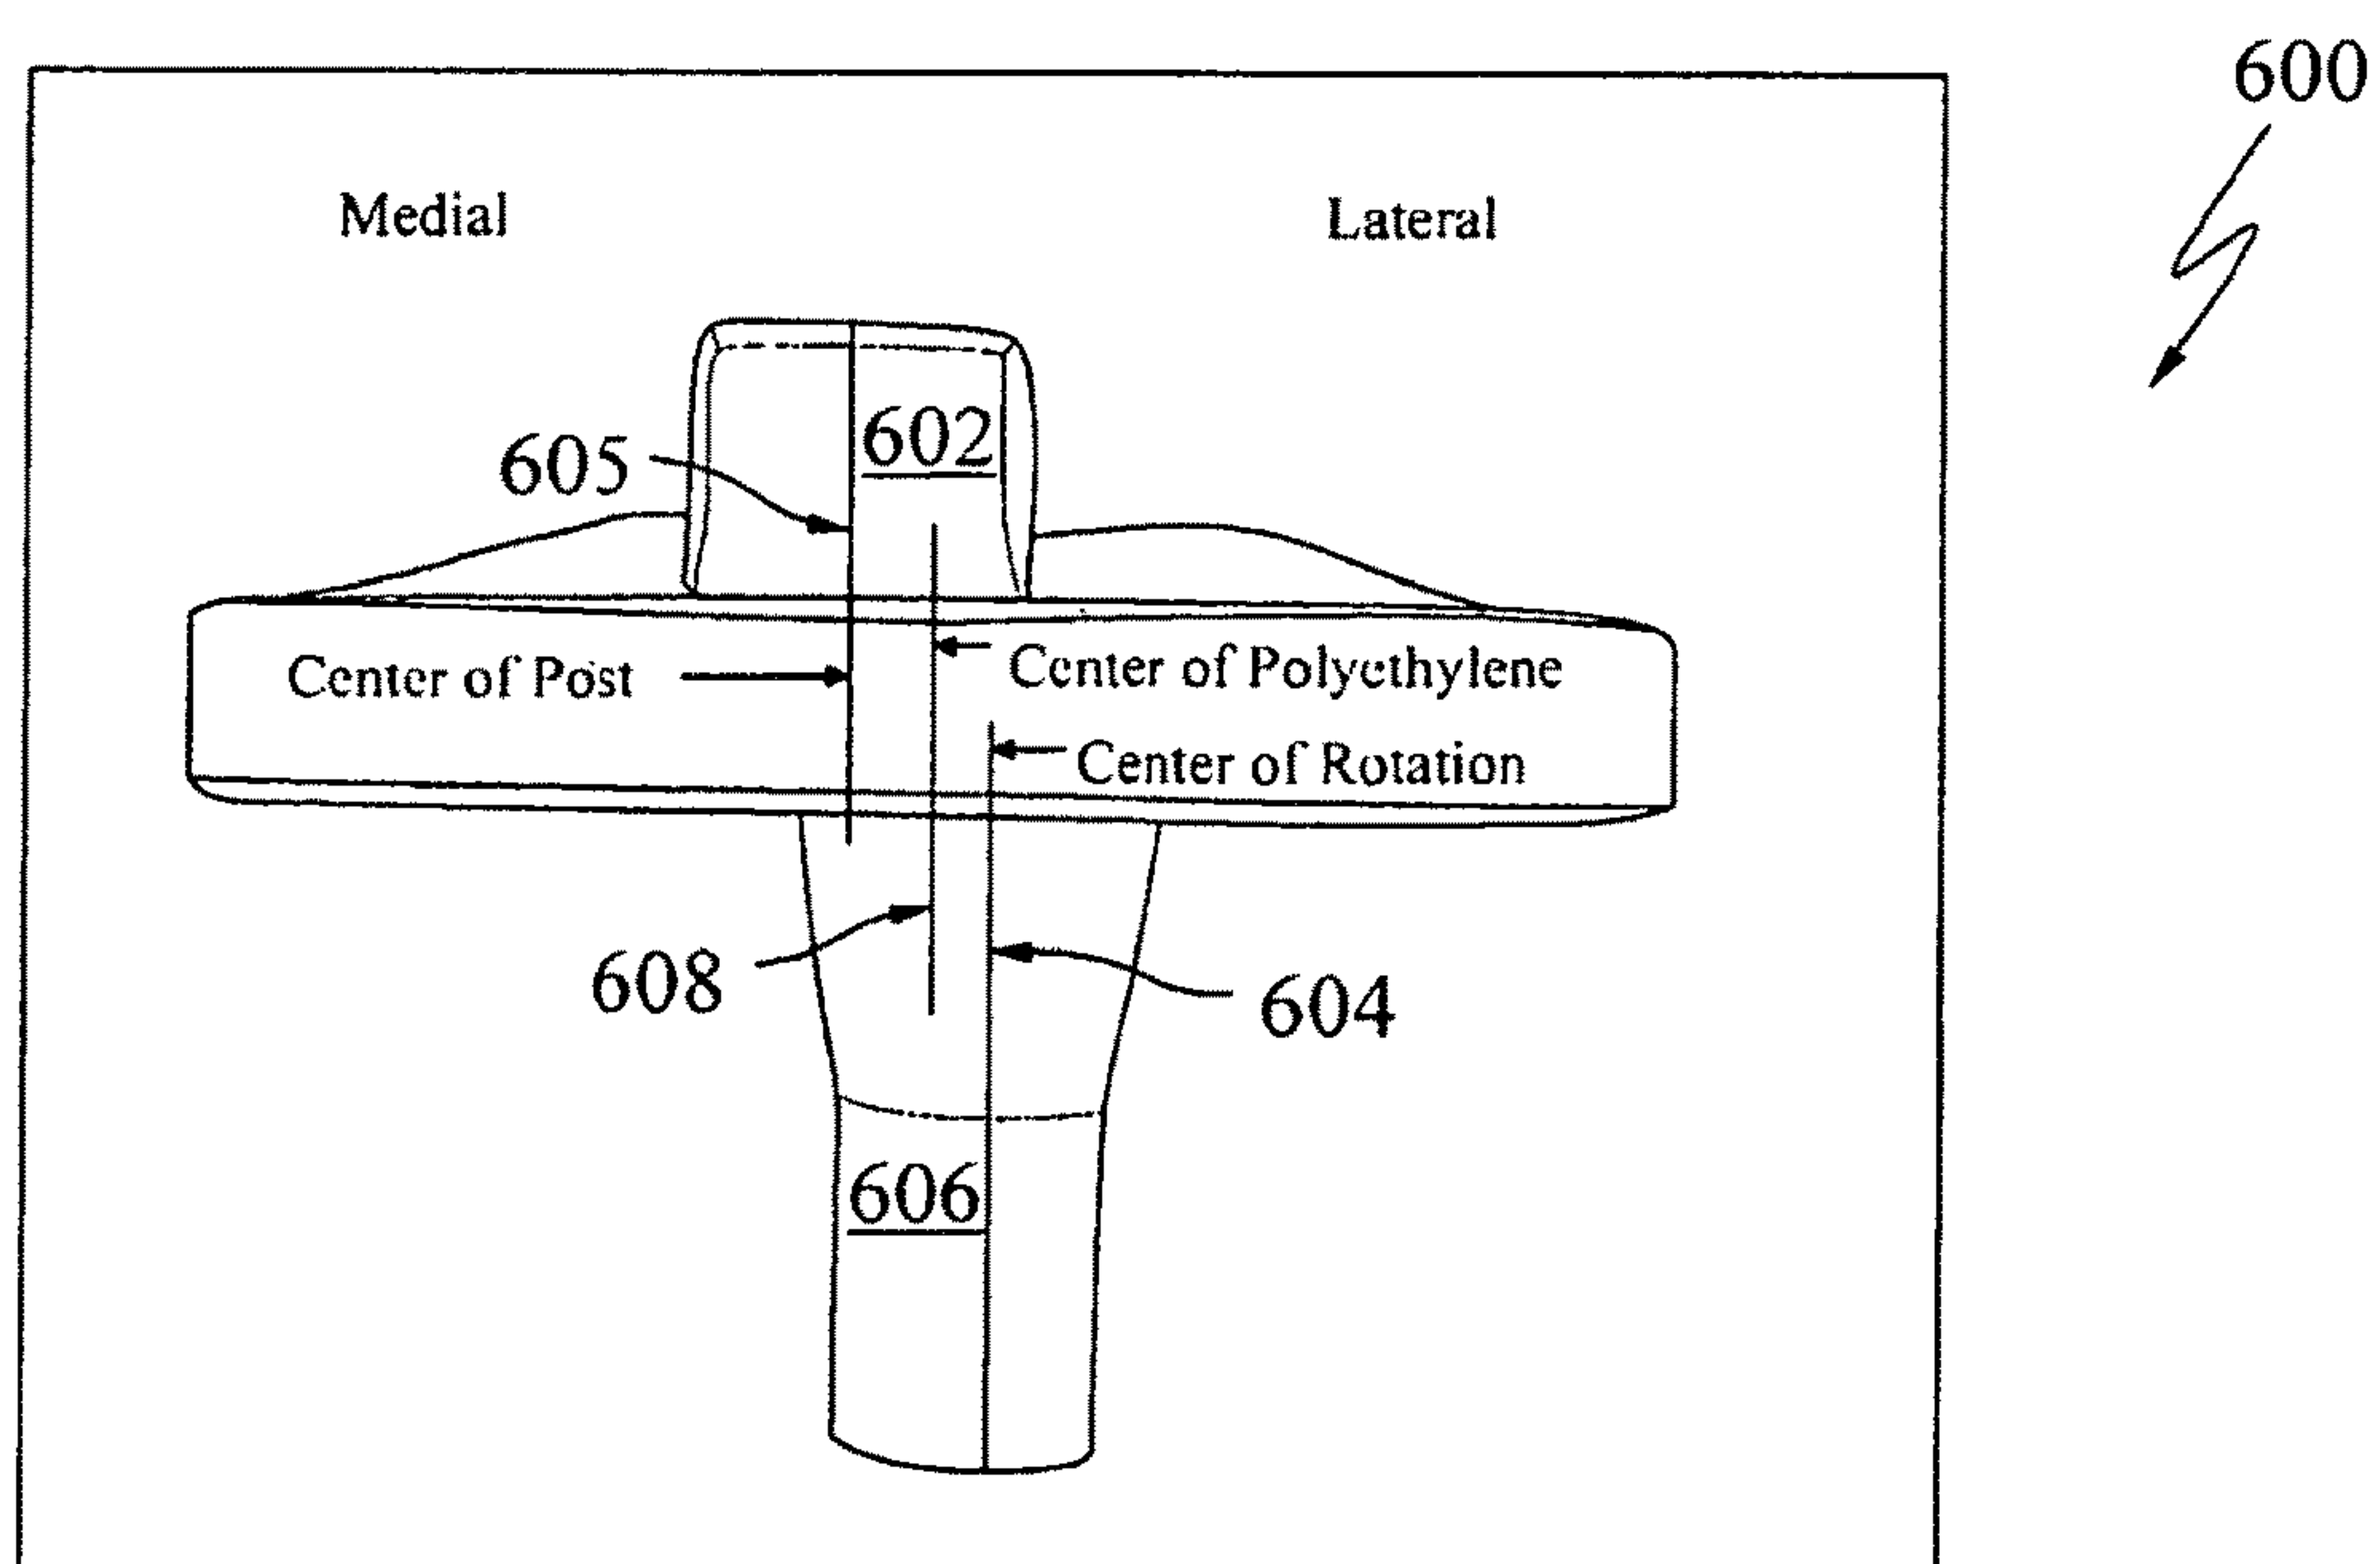 600
Medial Lateral
602
605
Center of Post
Center of Polyethylene
Center of Rotation
608
604
606